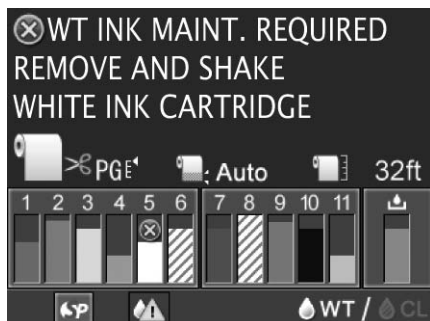 WT INK MAINT. REQUIRED
REMOVE AND SHAKE
WHITE INK CARTRIDGE
PGE : Auto 32ft
1 2 3 4 5 6 7 8 9 10 11
SP WT / CL